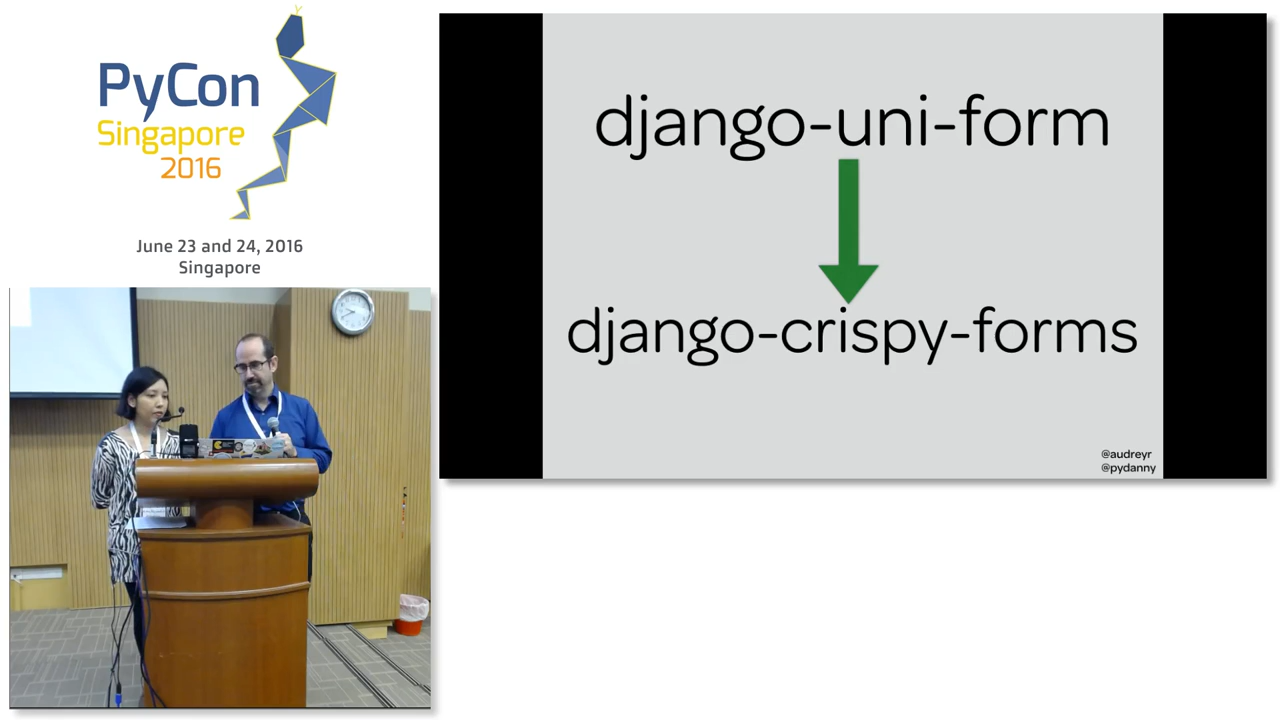 PyCon
Singapore
2016
June 23 and 24, 2016
Singapore
django-uni-form
django-crispy-forms
@audreyr
@pydanny